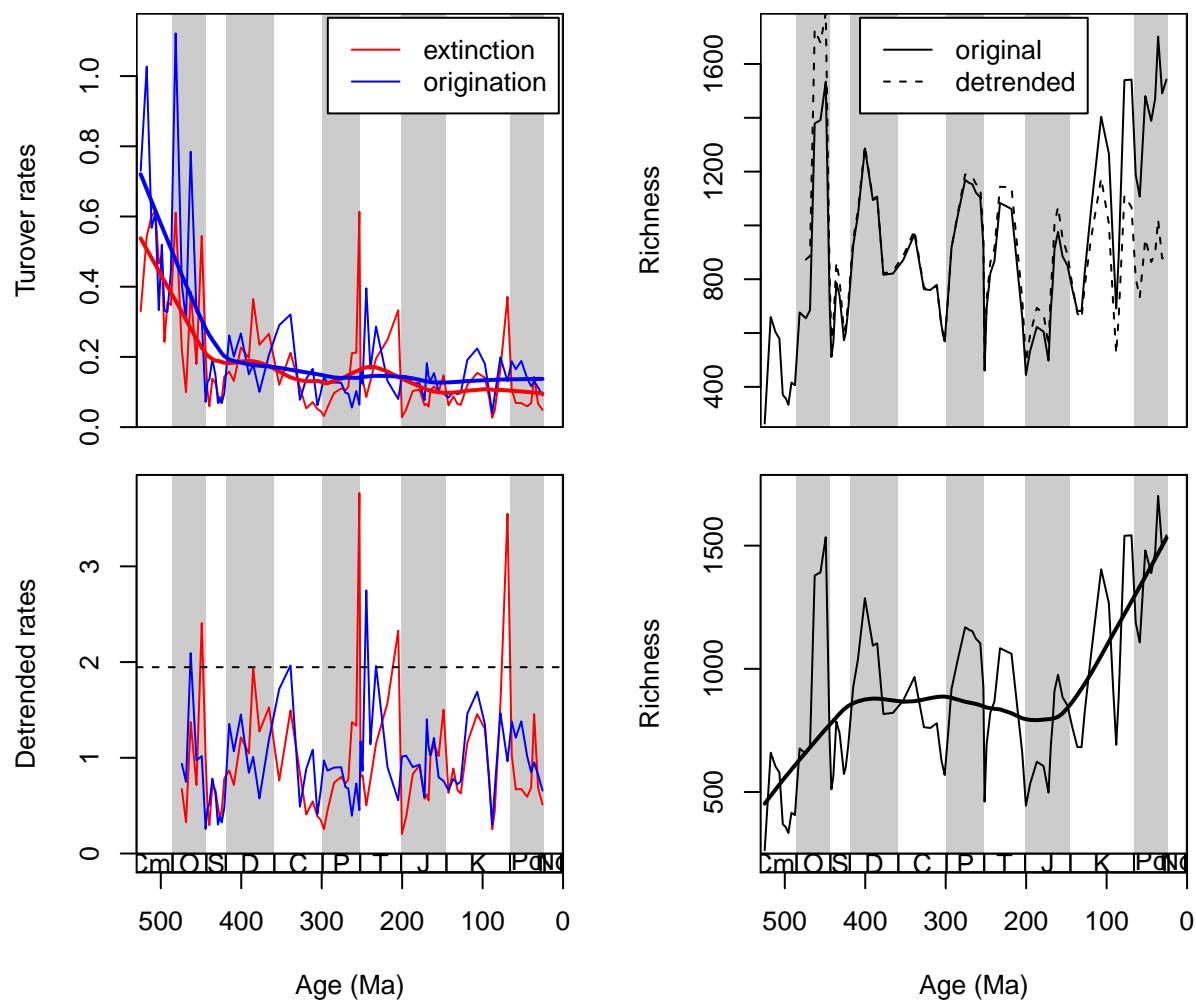 extinction
origination
Turover rates
0.0 0.2 0.4 0.6 0.8 1.0
original
detrended
Richness
400 800 1200 1600
Detrended rates
0 1 2 3
Cm O S D C P T J K
500 400 300 200 100 0
Age (Ma)
Richness
500 1000 1500
Cm O S D C P T J K
500 400 300 200 100 0
Age (Ma)